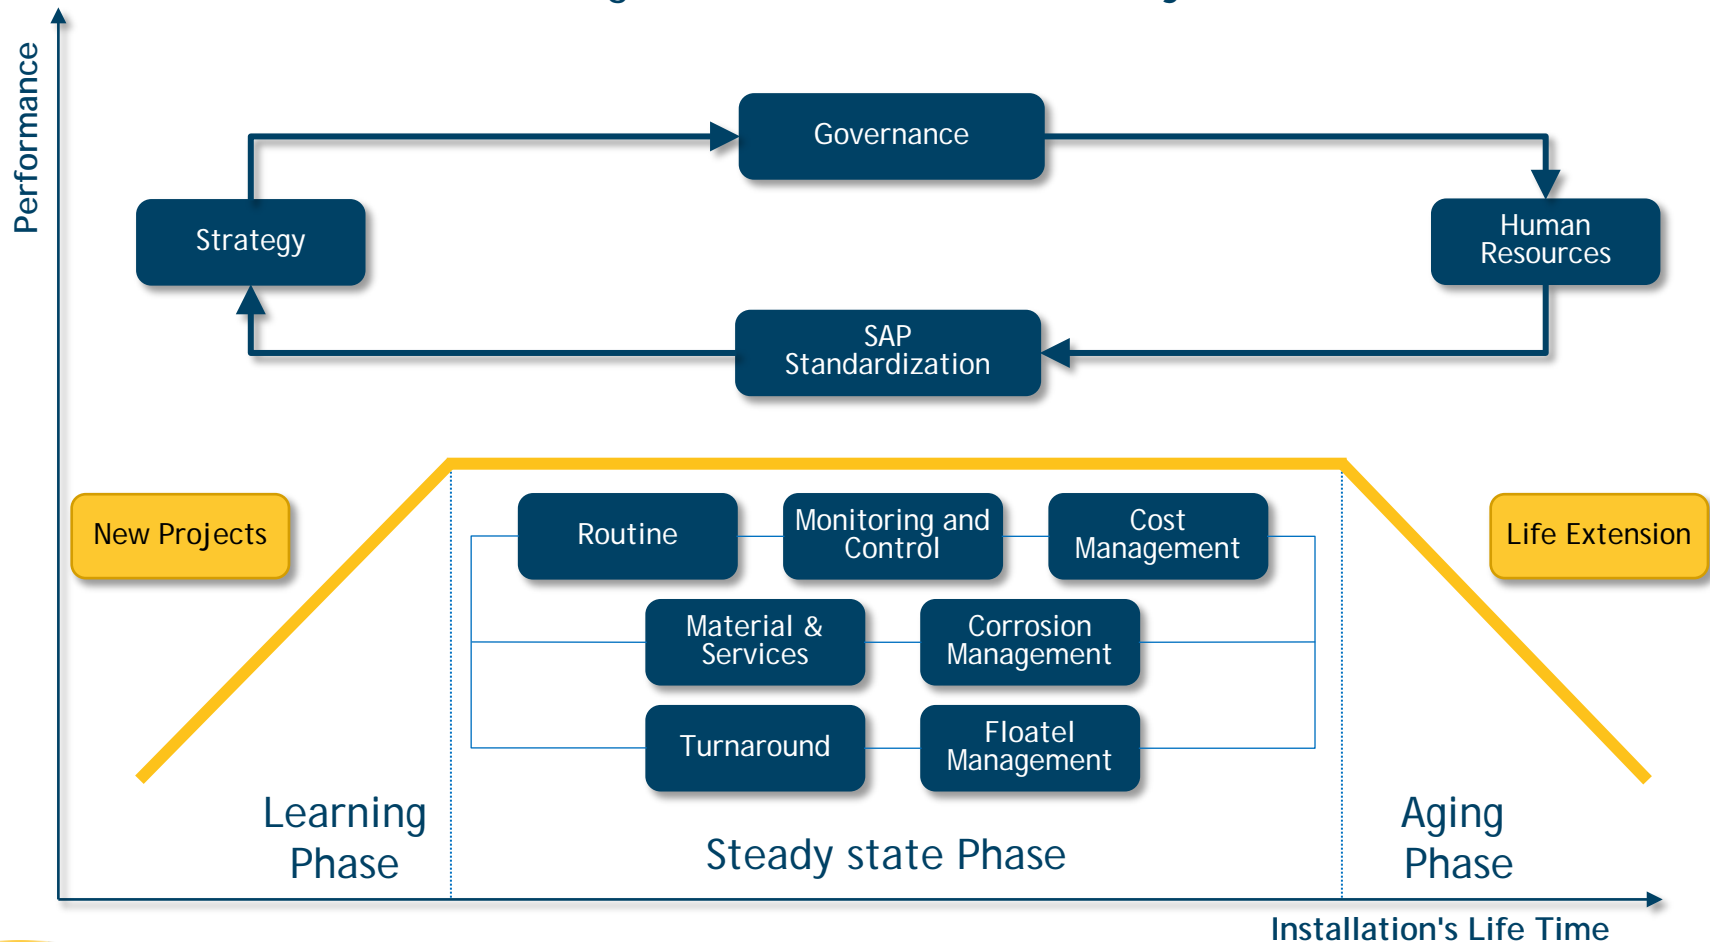 Performance
Governance
Strategy
Human
Resources
SAP
Standardization
New Projects
Routine
Monitoring and
Control
Cost
Management
Life Extension
Material &
Services
Corrosion
Management
Turnaround
Floatel
Management
Learning
Phase
Steady state Phase
Aging
Phase
Installation's Life Time